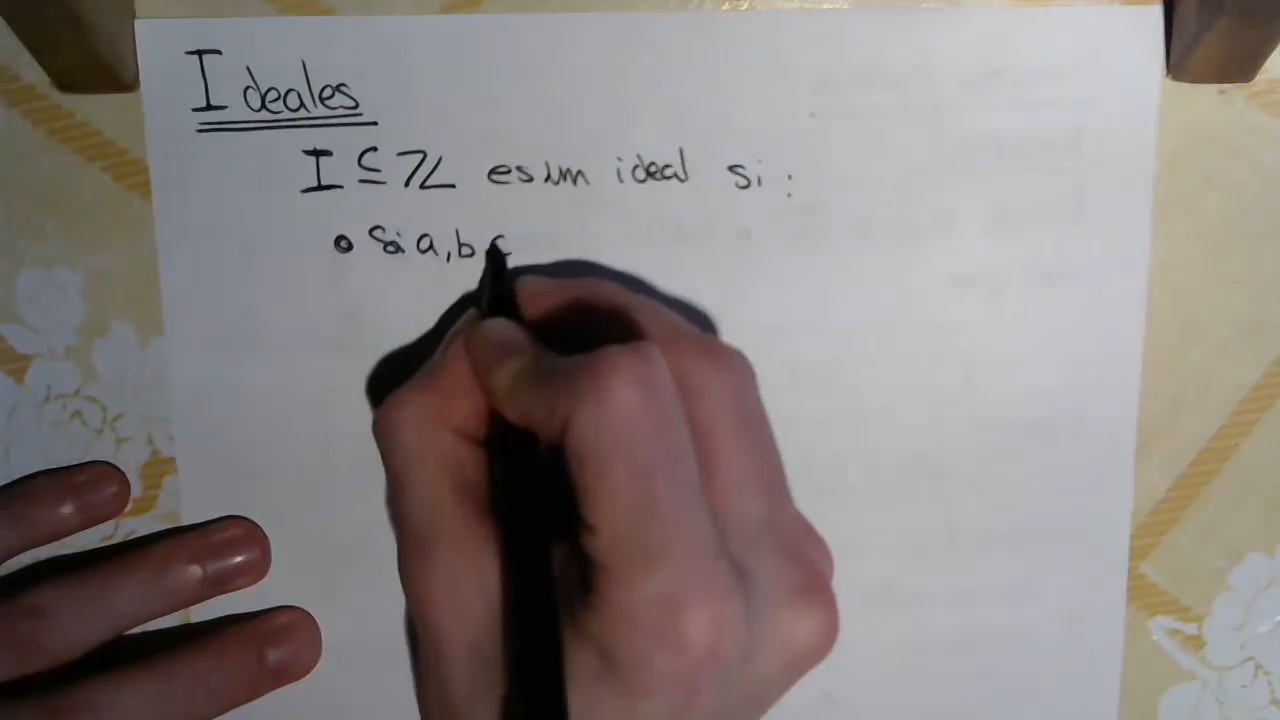 Ideales
I ⊆ ℤ es un ideal si:
• Si a, b ∈